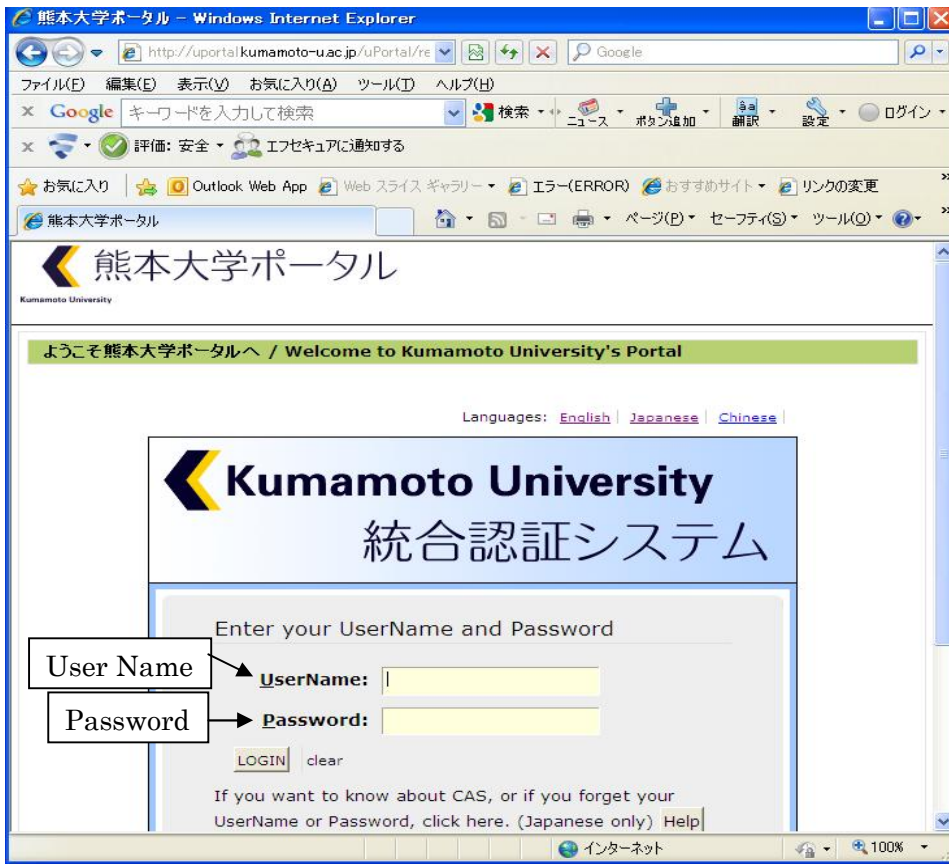 熊本大学ポータル - Windows Internet Explorer
http://uportal.kumamoto-u.ac.jp/uPortal/re
Google
ファイル(F) 編集(E) 表示(V) お気に入り(A) ツール(T) ヘルプ(H)
x Google キーワードを入力して検索 検索 ニュース ボタン追加 翻訳 設定 ログイン
x 評価: 安全 エフセキュアに通知する
お気に入り Outlook Web App Web スライス ギャラリー エラー(ERROR) おすすめサイト リンクの変更 »
熊本大学ポータル ページ(P) セーフティ(S) ツール(O) »
熊本大学ポータル
Kumamoto University
ようこそ熊本大学ポータルへ / Welcome to Kumamoto University's Portal
Languages: English | Japanese | Chinese |
Kumamoto University
統合認証システム
Enter your UserName and Password
User Name
UserName:
Password
Password:
LOGIN clear
If you want to know about CAS, or if you forget your
UserName or Password, click here. (Japanese only) Help
インターネット 100%